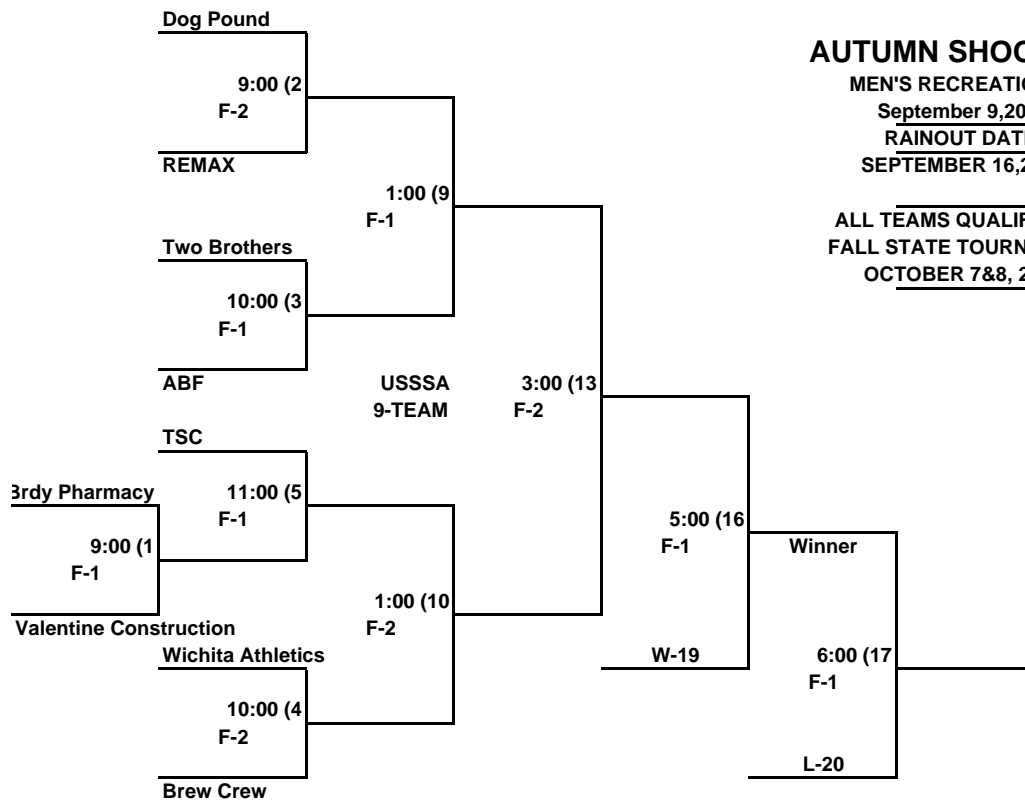 Dog Pound
9:00 (2
F-2
REMAX
AUTUMN
MEN'S RECREATIO
September 9,20
RAINOUT DAT
SEPTEMBER 16,2
ALL TEAMS QUALIF
FALL STATE TOURN
OCTOBER 7&8, 2
1:00 (9
F-1
Two Brothers
10:00 (3
F-1
ABF
USSSA
9-TEAM
3:00 (13
F-2
TSC
11:00 (5
F-1
Brdy Pharmacy
9:00 (1
F-1
Valentine Construction
1:00 (10
F-2
Wichita Athletics
10:00 (4
F-2
Brew Crew
5:00 (16
F-1
Winner
W-19
6:00 (17
F-1
L-20